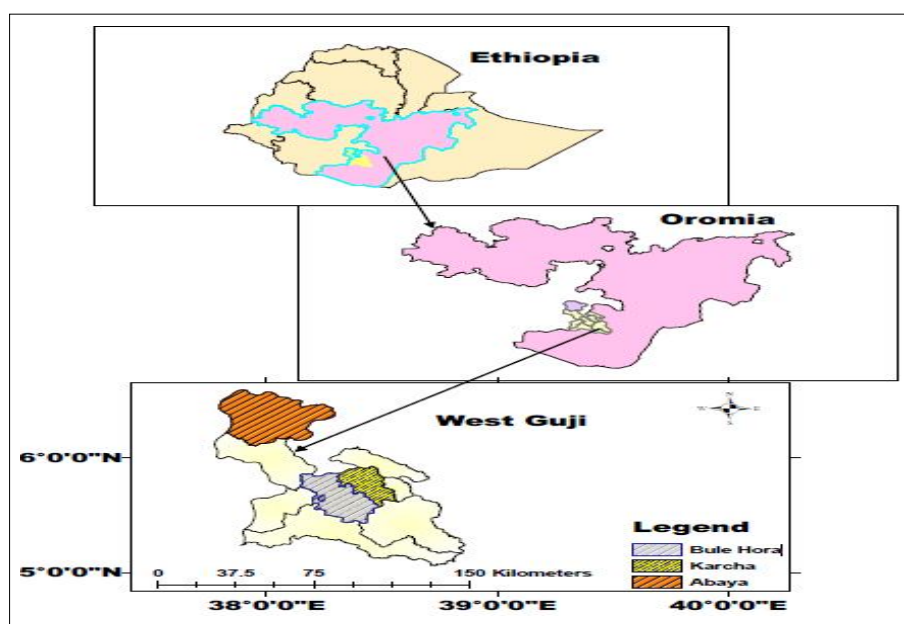 Ethiopia
Oromia
West Guji
N
W E
S
6°0'0"N
Legend
Bule Hora
Karcha
Abaya
5°0'0"N
0 37.5 75 150 Kilometers
38°0'0"E 39°0'0"E 40°0'0"E